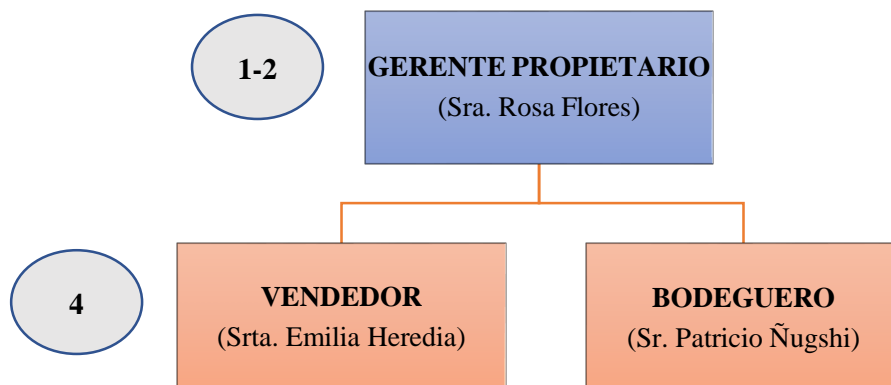 1-2
GERENTE PROPIETARIO
(Sra. Rosa Flores)
4
VENDEDOR
(Srta. Emilia Heredia)
BODEGUERO
(Sr. Patricio Ñugshi)